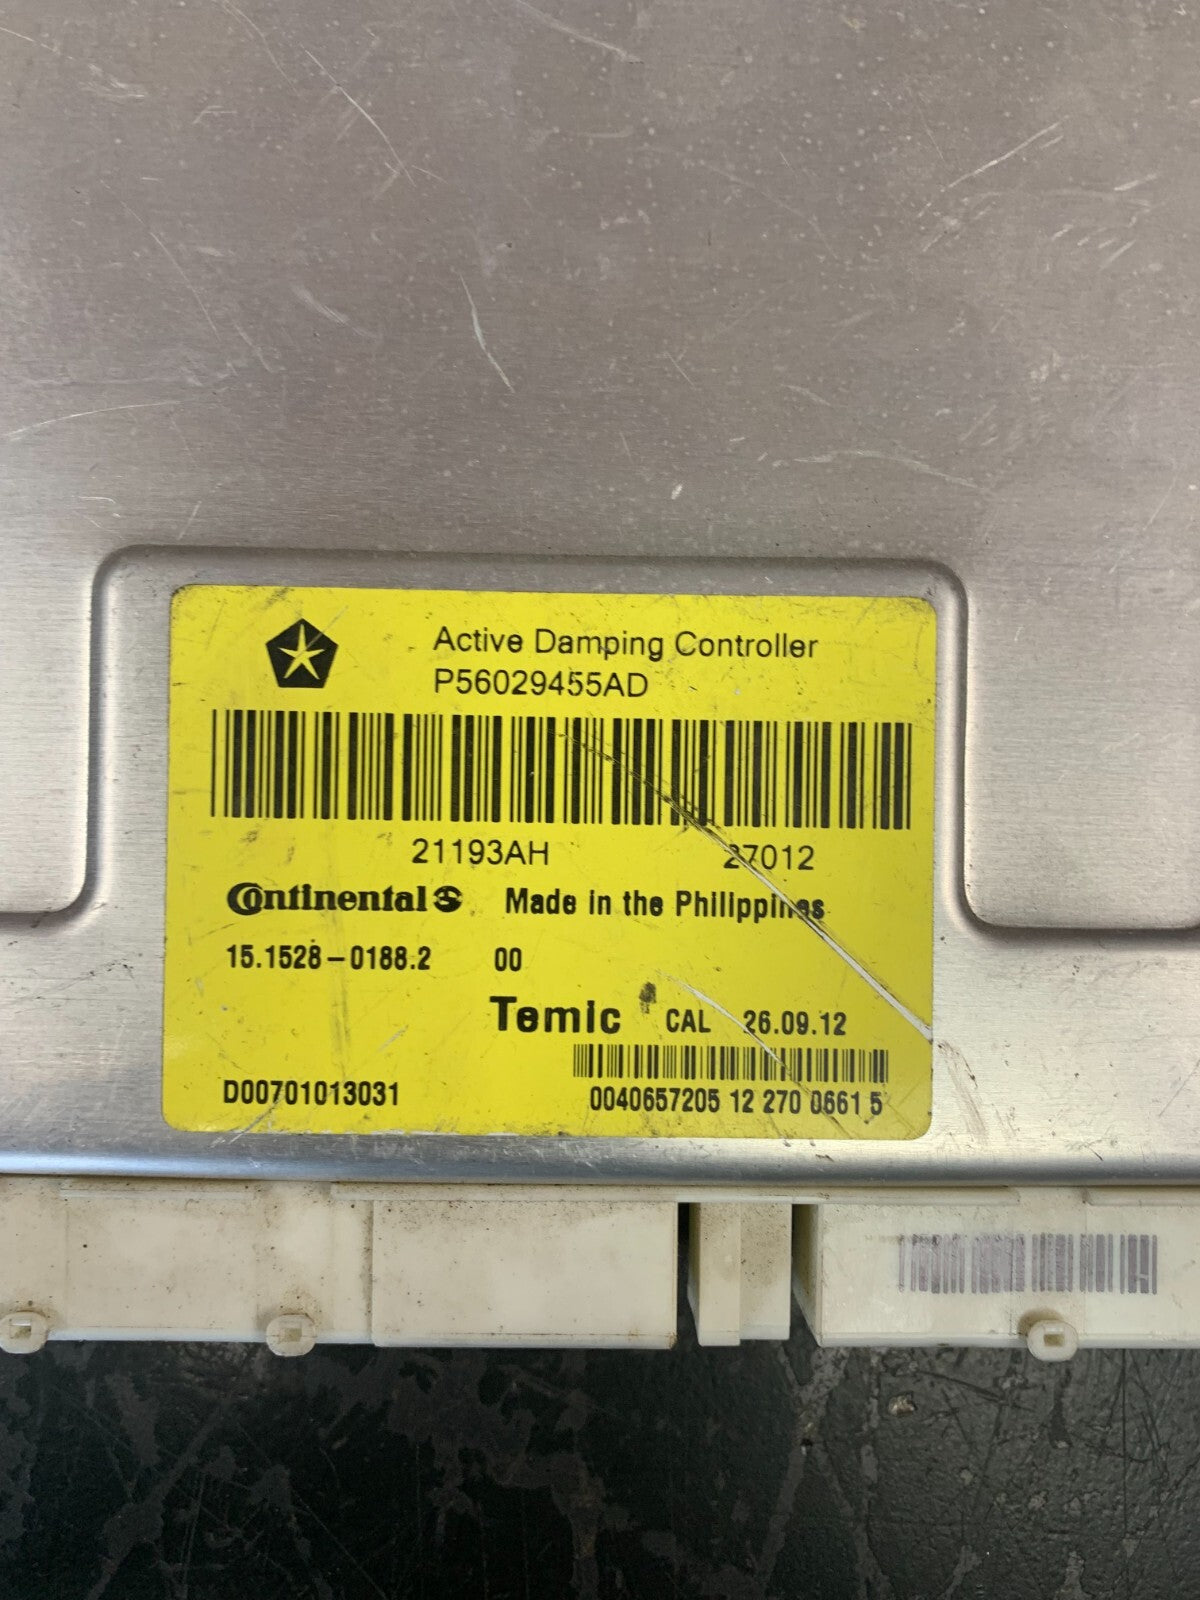 Active Damping Controller
P56029455AD
21193AH 27012
Continental Made in the Philippines
15.1528-0188.2 00
Temic CAL 26.09.12
D00701013031
0040657205 12 270 0661 5